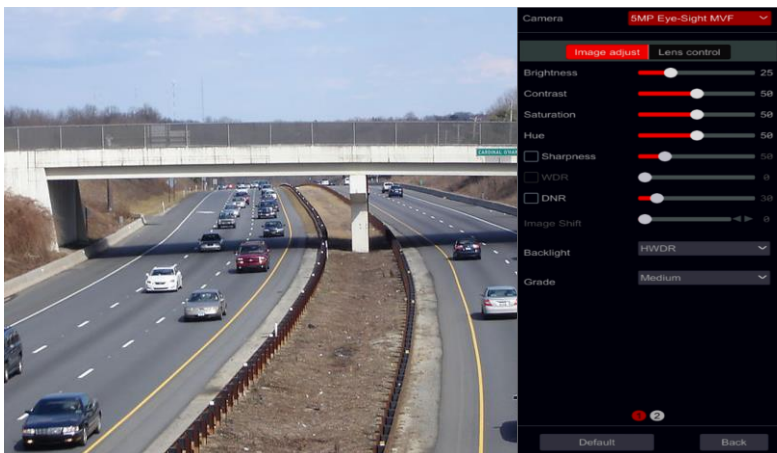 Camera 5MP Eye-Sight MVF
Image adjust Lens control
Brightness 25
Contrast 50
Saturation 50
Hue 50
Sharpness 50
WDR 0
DNR 30
Image Shift 0
Backlight HWDR
Grade Medium
1 2
Default Back